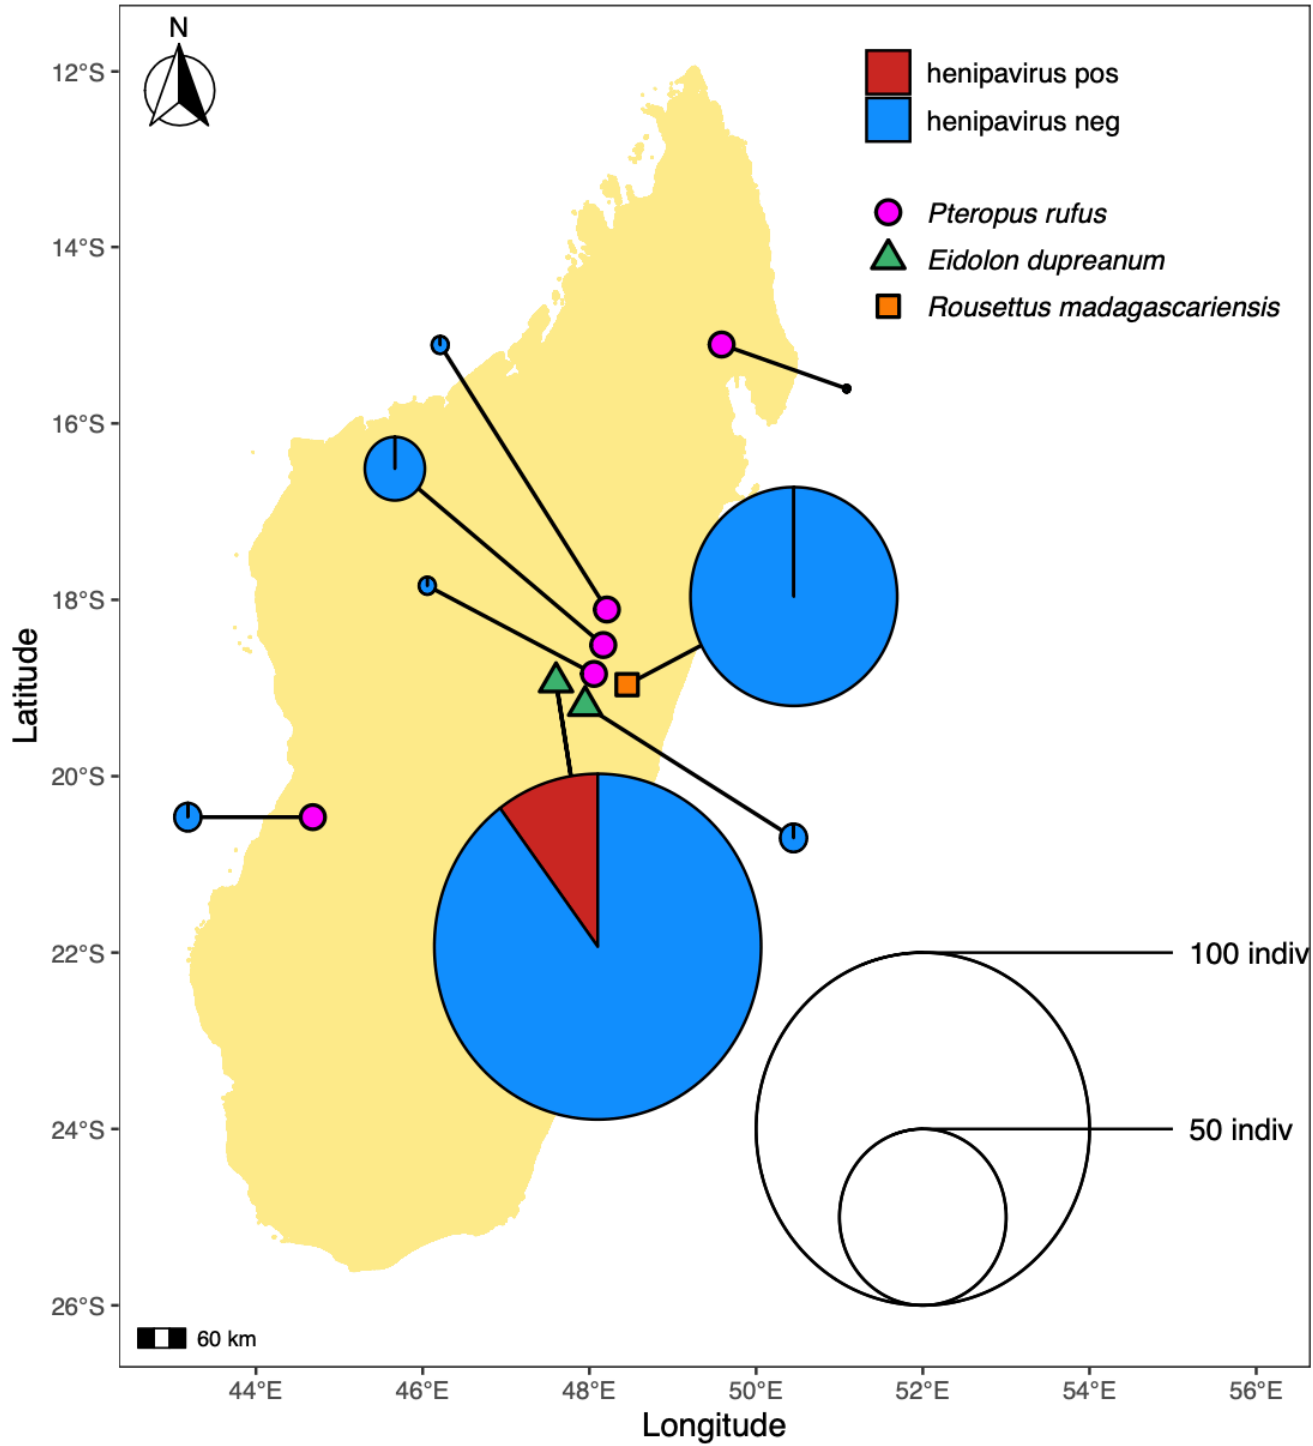 N
henipavirus pos
henipavirus neg
Pteropus rufus
Eidolon dupreanum
Rousettus madagascariensis
12°S
14°S
16°S
18°S
20°S
22°S
24°S
26°S
Latitude
100 indiv
50 indiv
60 km
44°E
46°E
48°E
50°E
52°E
54°E
56°E
Longitude